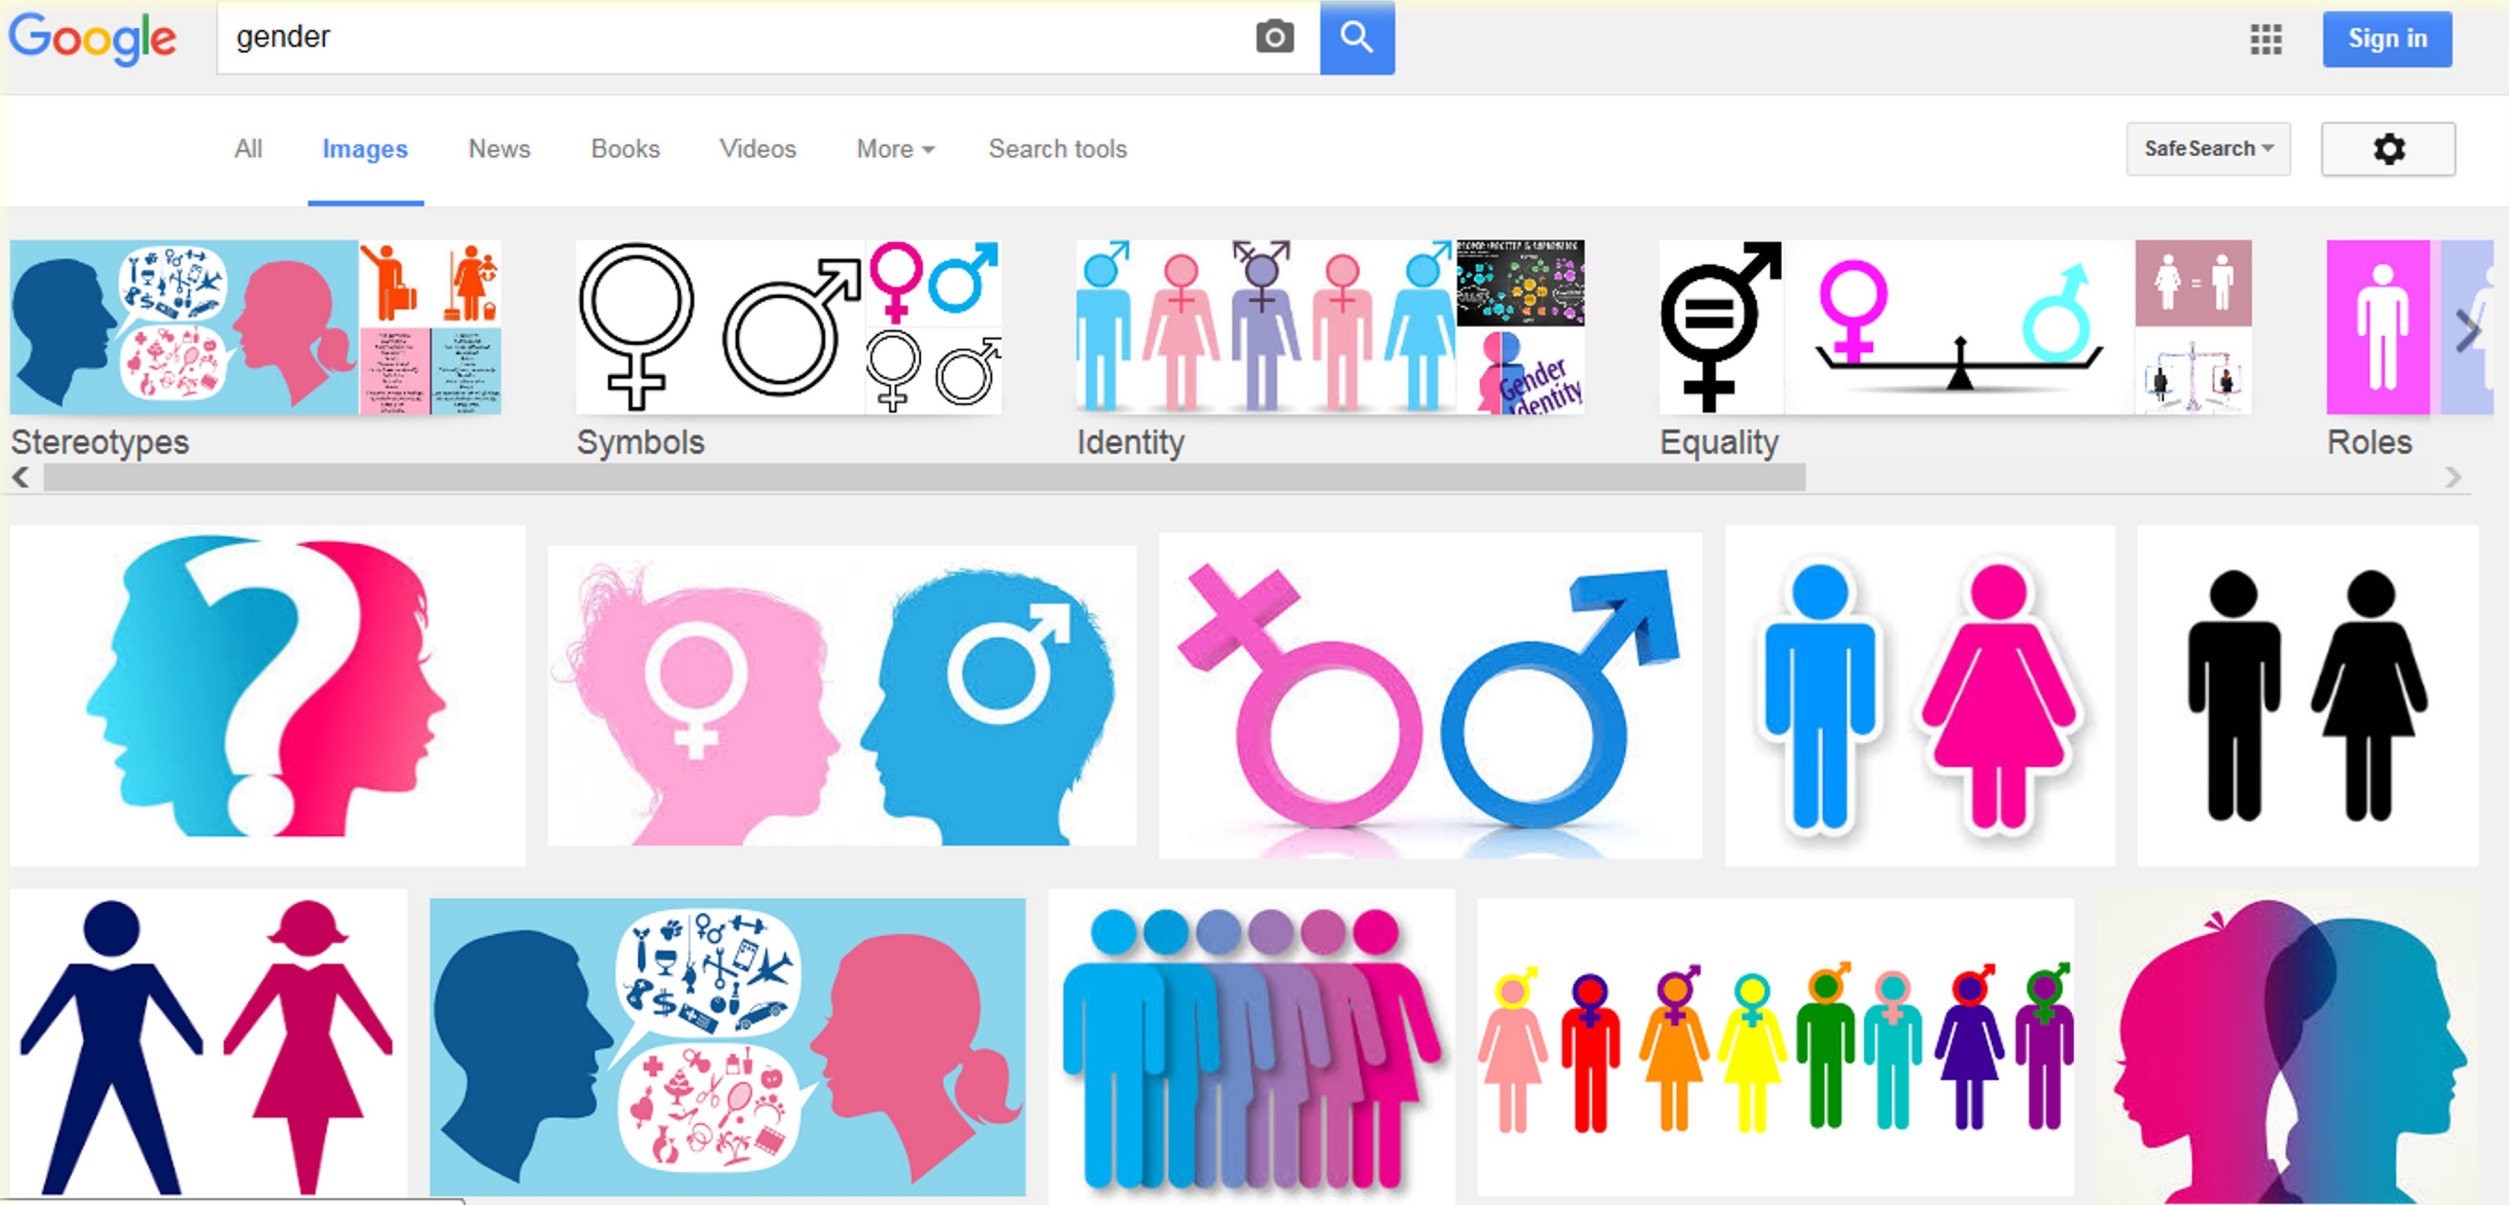 Google
gender
Sign in
All
Images
News
Books
Videos
More
Search tools
SafeSearch
Gender
Identity
Stereotypes
Symbols
Identity
Equality
Roles